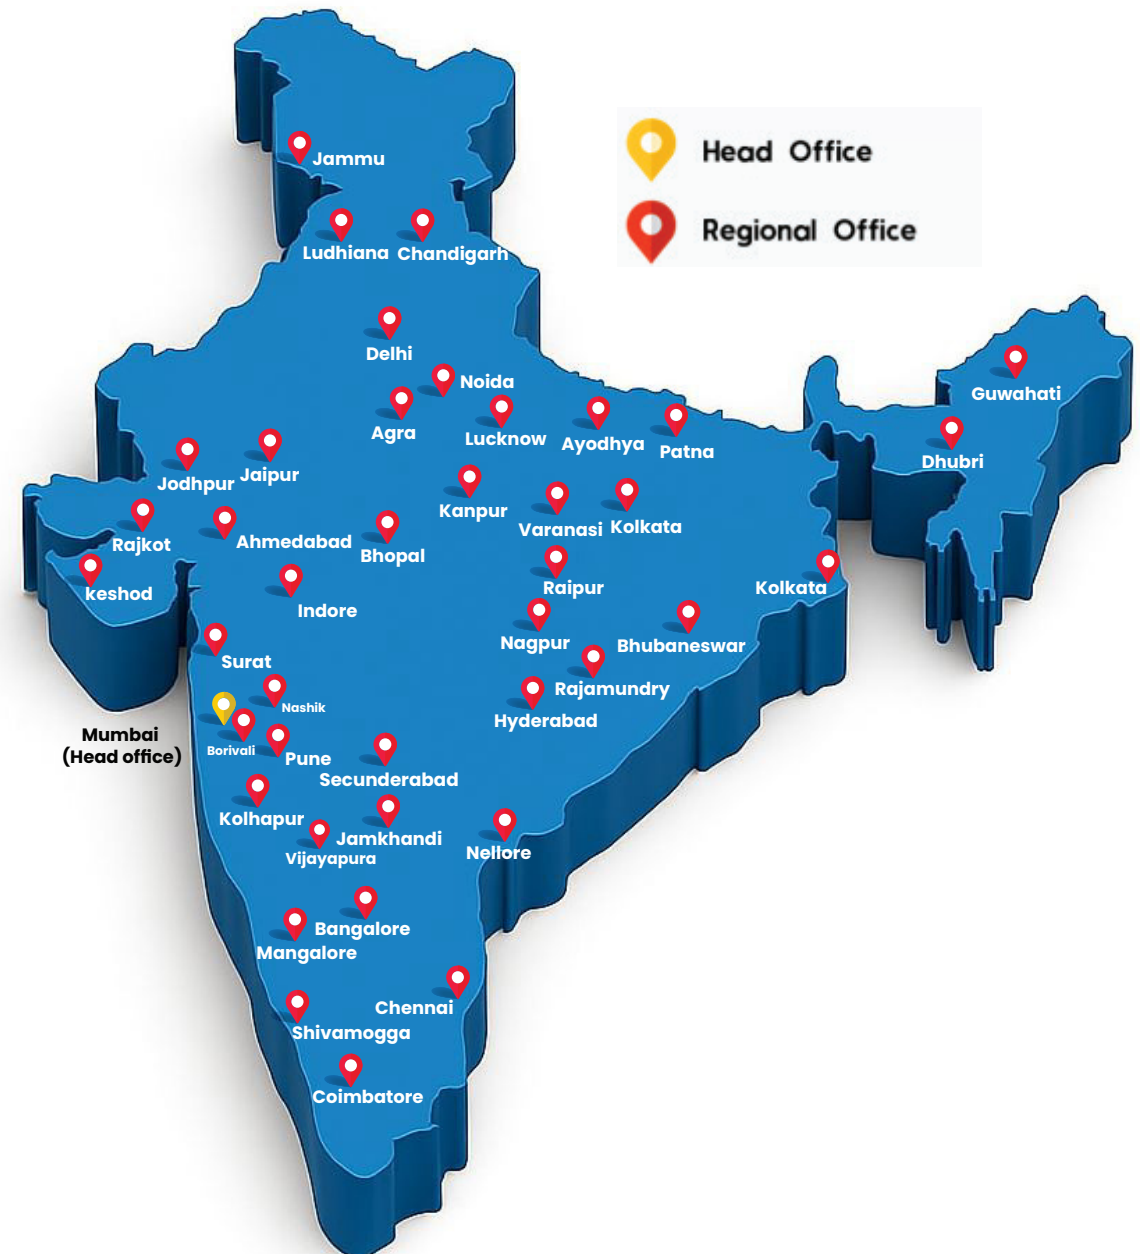 Head Office
Regional Office
Jammu
Ludhiana
Chandigarh
Delhi
Noida
Agra
Lucknow
Ayodhya
Patna
Guwahati
Dhubri
Jodhpur
Jaipur
Kanpur
Varanasi
Kolkata
Rajkot
Ahmedabad
Bhopal
keshod
Indore
Raipur
Kolkata
Surat
Nagpur
Bhubaneswar
Rajamundry
Nashik
Hyderabad
Mumbai
(Head office)
Borivali
Pune
Secunderabad
Kolhapur
Jamkhandi
Vijayapura
Nellore
Bangalore
Mangalore
Chennai
Shivamogga
Coimbatore